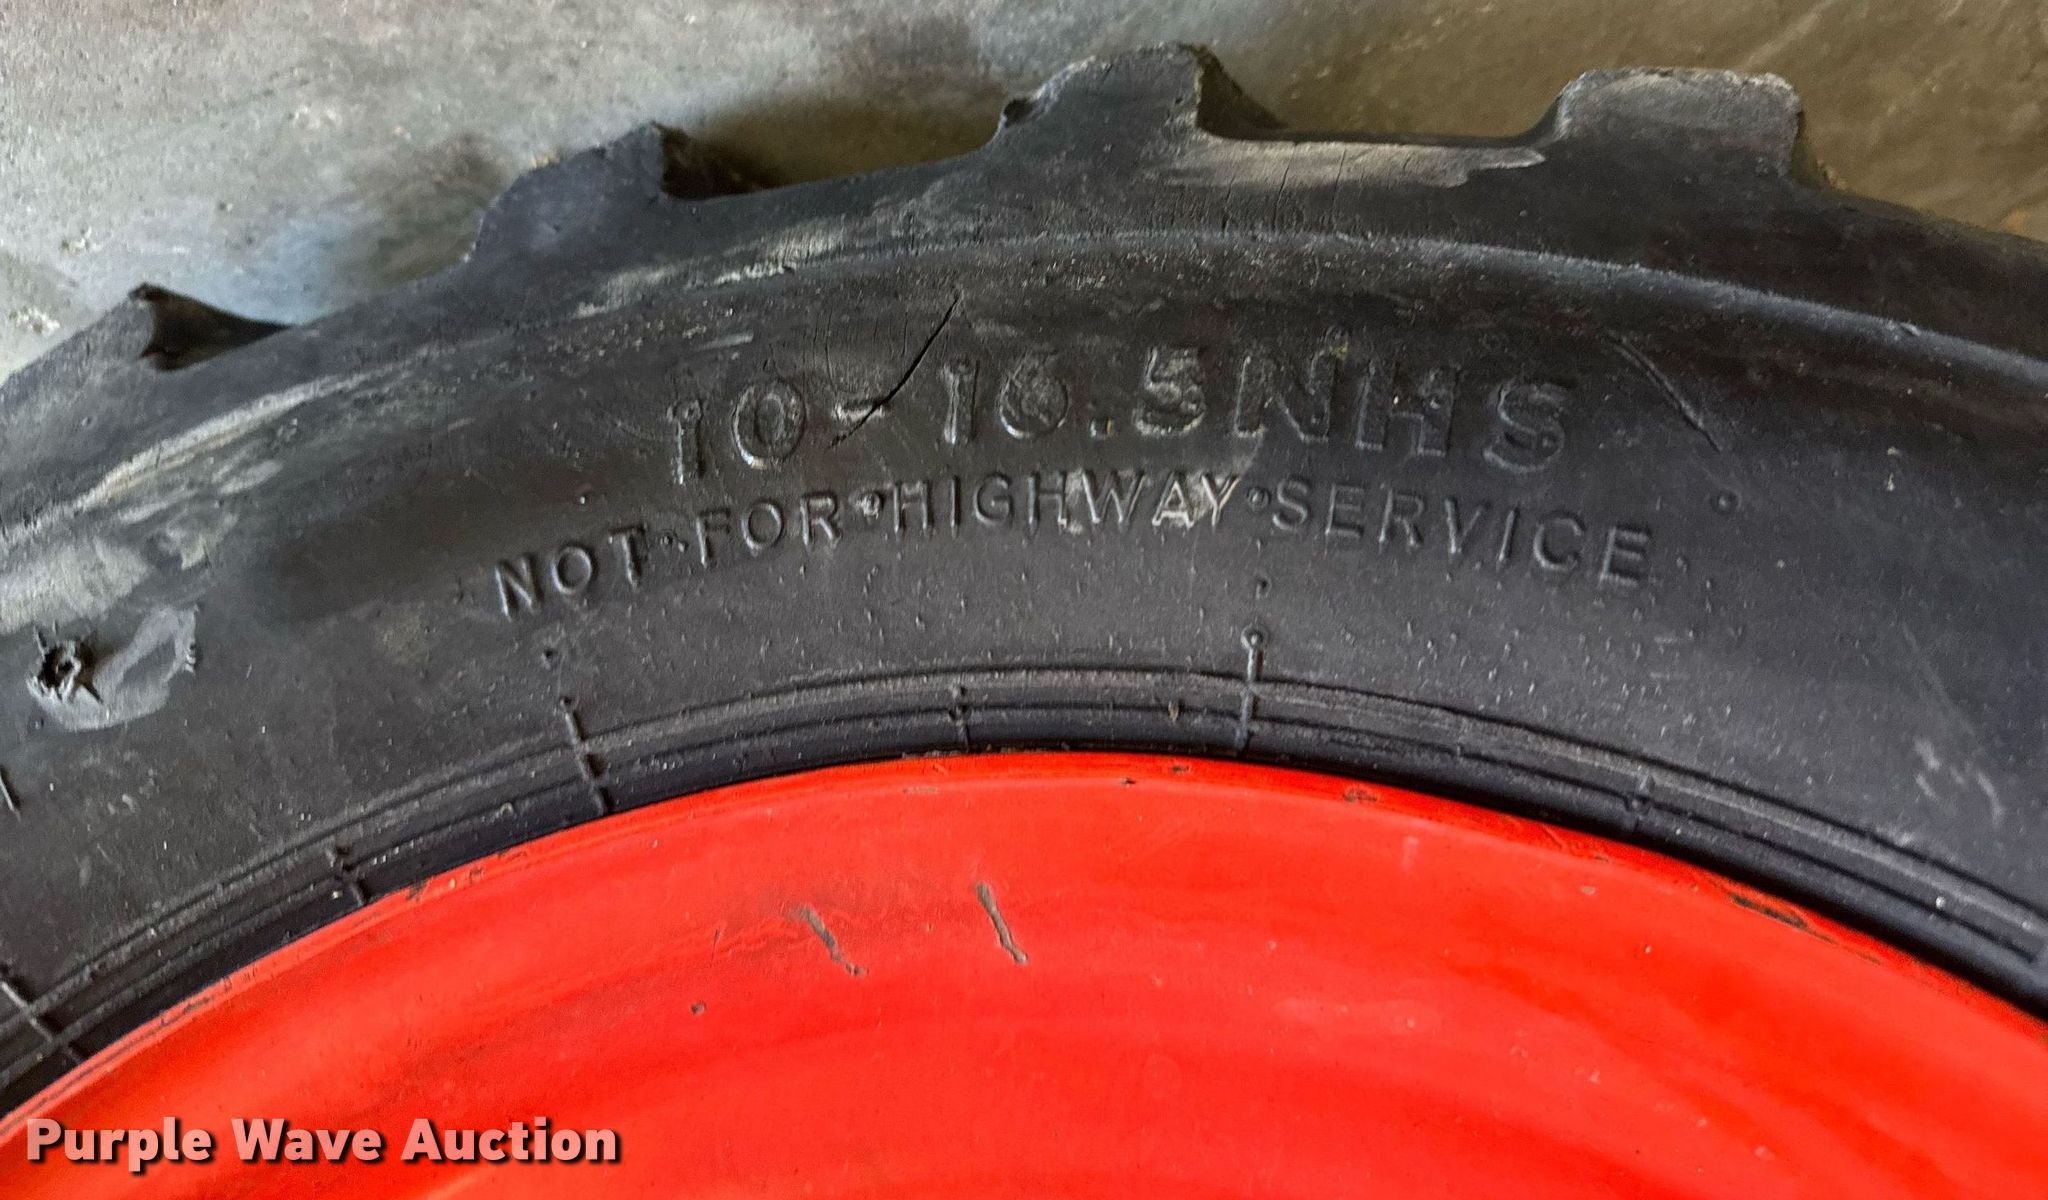 10-16.5NHS
NOT·FOR·HIGHWAY·SERVICE
Purple Wave Auction